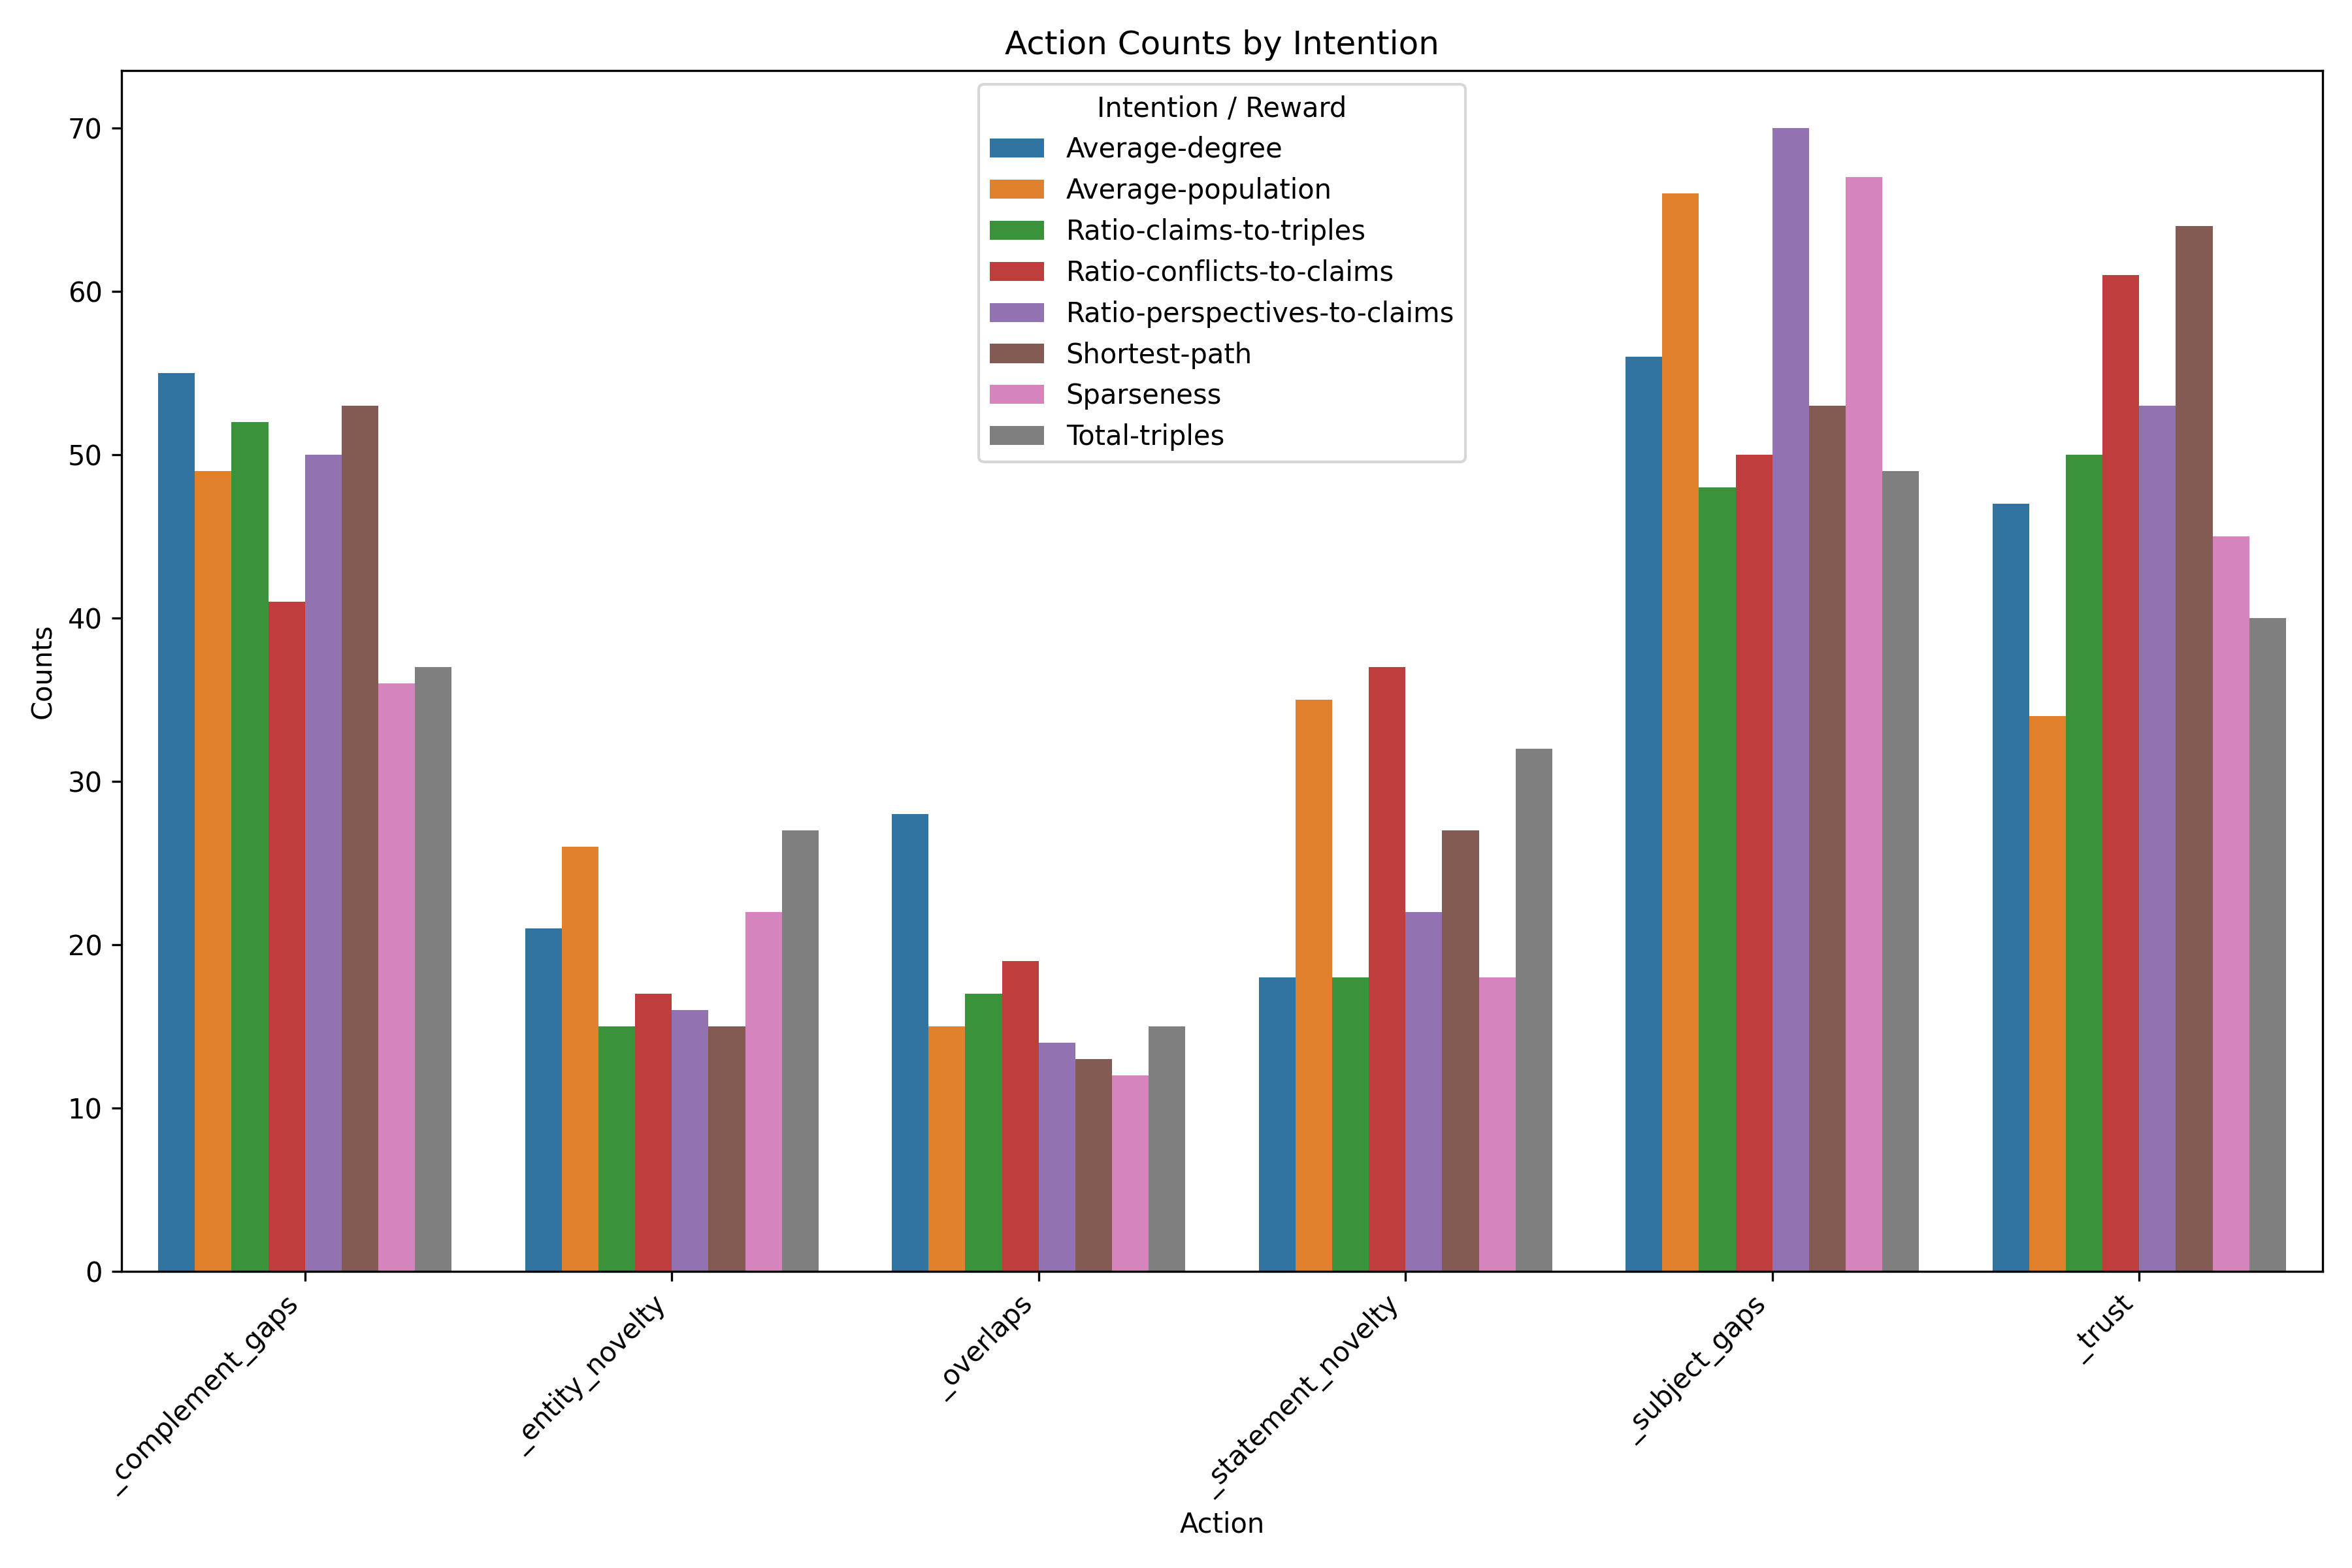 Action Counts by Intention
Intention / Reward
Average-degree
Average-population
Ratio-claims-to-triples
Ratio-conflicts-to-claims
Ratio-perspectives-to-claims
Shortest-path
Sparseness
Total-triples
Counts
70
60
50
40
30
20
10
0
_complement_gaps
_entity_novelty
_overlaps
_statement_novelty
_subject_gaps
_trust
Action